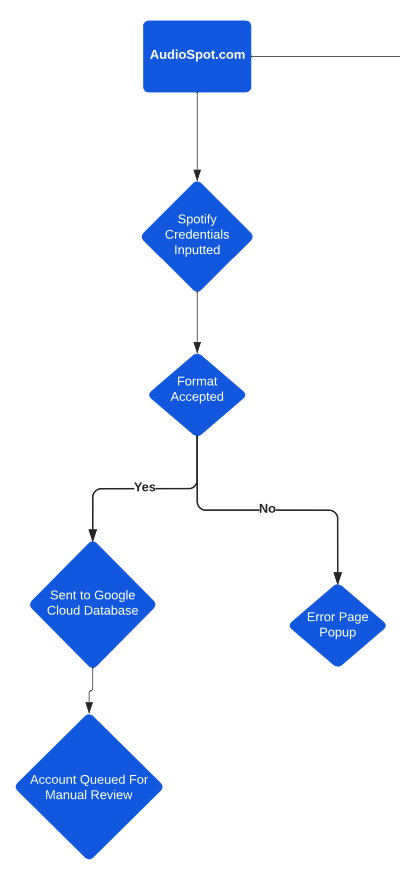 AudioSpot.com
Spotify
Credentials
Inputted
Format
Accepted
Yes
No
Sent to Google
Cloud Database
Error Page
Popup
Account Queued For
Manual Review